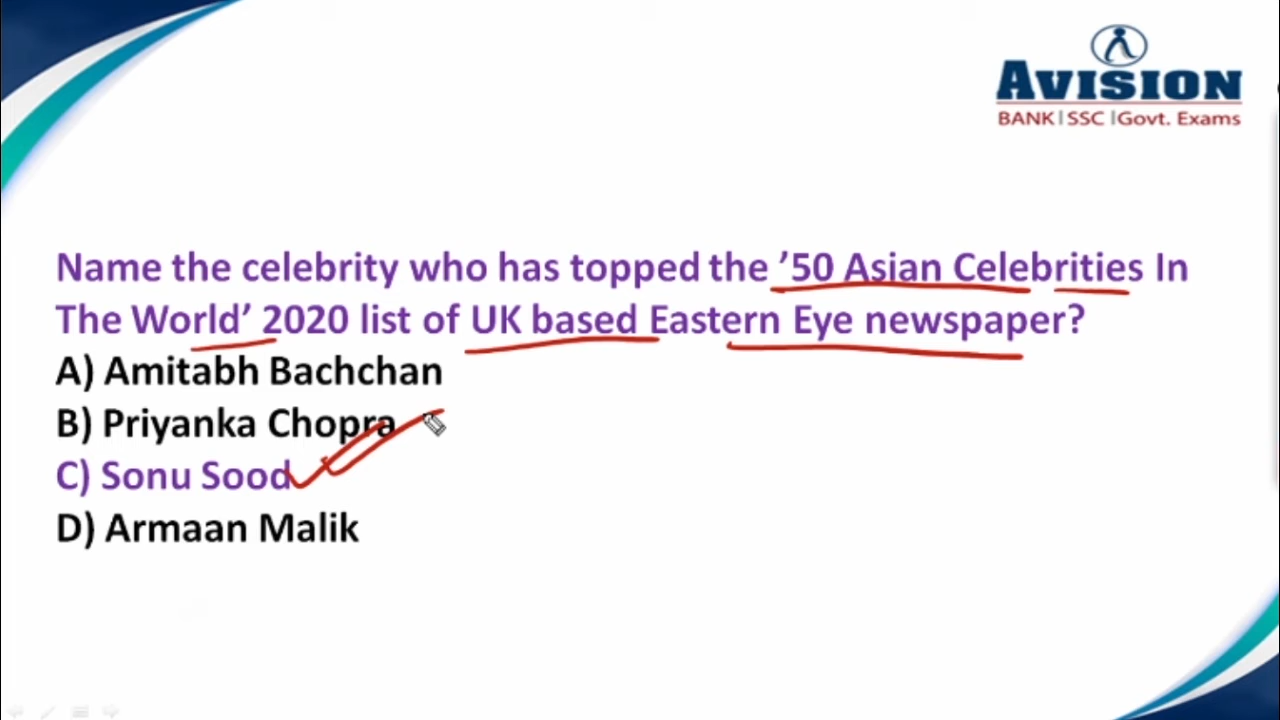 AVISION
BANK | SSC | Govt. Exams
Name the celebrity who has topped the ’50 Asian Celebrities In
The World’ 2020 list of UK based Eastern Eye newspaper?
A) Amitabh Bachchan
B) Priyanka Chopra
C) Sonu Sood
D) Armaan Malik